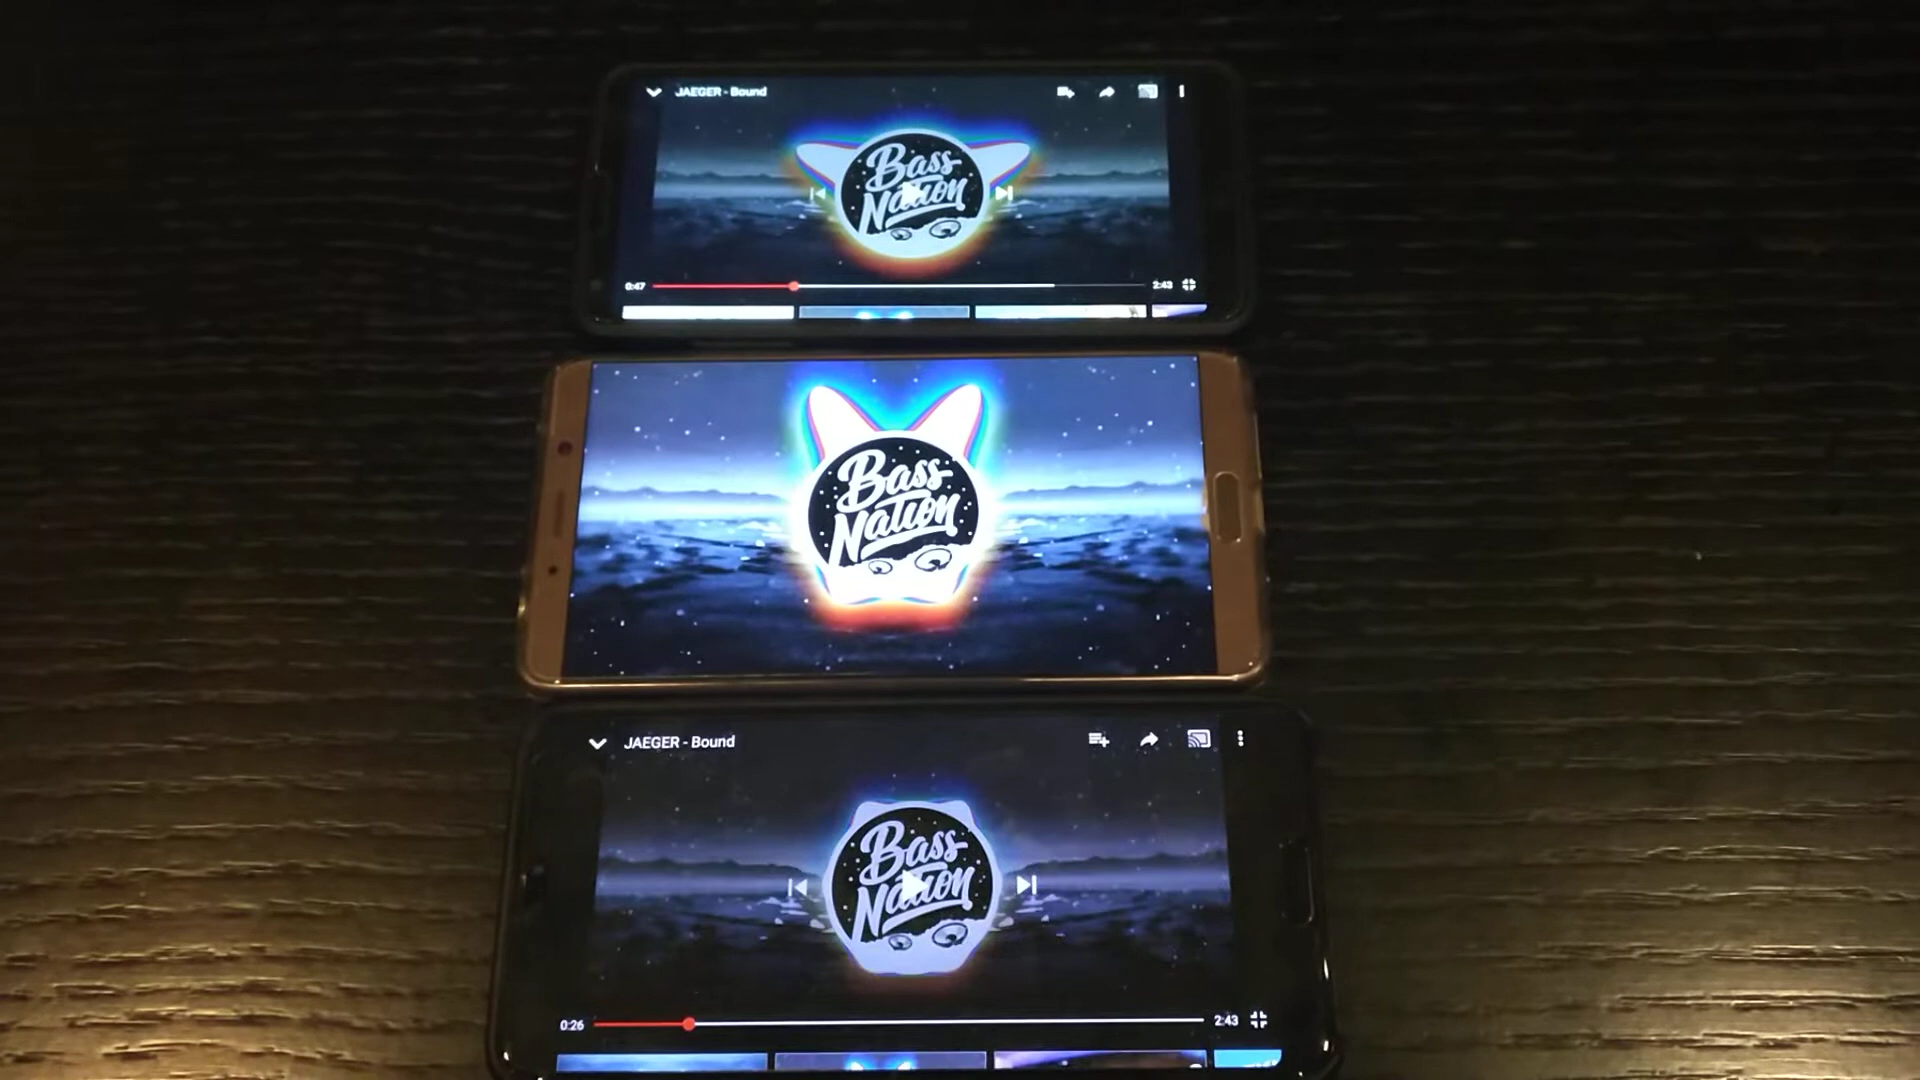 JAEGER - Bound
Bass
Nation
0:47
2:43
Bass
Nation
JAEGER - Bound
Bass
Nation
0:26
2:43